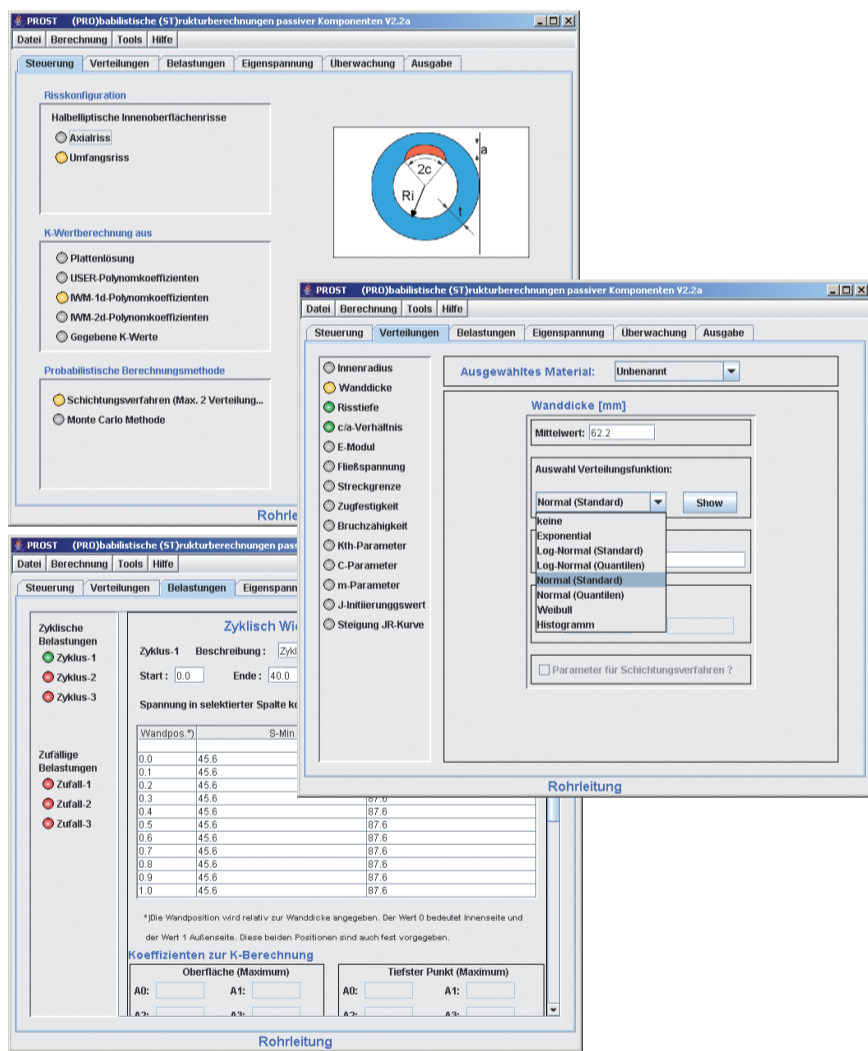 PROST (PRO)babilistische (ST)rukturberechnungen passiver Komponenten V2.2a
Datei Berechnung Tools Hilfe
Steuerung Verteilungen Belastungen Eigenspannung Überwachung Ausgabe
Risskonfiguration
Halbelliptische Innenoberflächenrisse
Axialriss
Umfangsriss
a
2c
Ri
t
K-Wertberechnung aus
Plattenlösung
USER-Polynomkoeffizienten
IWM-1d-Polynomkoeffizienten
IWM-2d-Polynomkoeffizienten
Gegebene K-Werte
Probabilistische Berechnungsmethode
Schichtungsverfahren (Max. 2 Verteilung...
Monte Carlo Methode
Rohrlei
PROST (PRO)babilistische (ST)rukturberechnungen passiver Komponenten V2.2a
Datei Berechnung Tools Hilfe
Steuerung Verteilungen Belastungen Eigenspannung Überwachung Ausgabe
Innenradius
Wanddicke
Risstiefe
c/a-Verhältnis
E-Modul
Fließspannung
Streckgrenze
Zugfestigkeit
Bruchzähigkeit
Kth-Parameter
C-Parameter
m-Parameter
J-Initiierunggswert
Steigung JR-Kurve
Ausgewähltes Material: Unbenannt
Wanddicke [mm]
Mittelwert: 62.2
Auswahl Verteilungsfunktion:
Normal (Standard) Show
keine
Exponential
Log-Normal (Standard)
Log-Normal (Quantilen)
Normal (Standard)
Normal (Quantilen)
Weibull
Histogramm
Parameter für Schichtungsverfahren ?
Rohrleitung
PROST (PRO)babilistische (ST)rukturberechnungen pas
Datei Berechnung Tools Hilfe
Steuerung Verteilungen Belastungen Eigenspann
Zyklische
Belastungen
Zyklus-1
Zyklus-2
Zyklus-3
Zufällige
Belastungen
Zufall-1
Zufall-2
Zufall-3
Zyklisch Wie
Zyklus-1 Beschreibung : Zykl
Start : 0.0 Ende : 40.0
Spannung in selektierter Spalte ko
Wandpos.*) S-Min
0.0 45.6
0.1 45.6
0.2 45.6
0.3 45.6 87.6
0.4 45.6 87.6
0.5 45.6 87.6
0.6 45.6 87.6
0.7 45.6 87.6
0.8 45.6 87.6
0.9 45.6 87.6
1.0 45.6 87.6
*)Die Wandposition wird relativ zur Wanddicke angegeben. Der Wert 0 bedeutet Innenseite und
der Wert 1 Außenseite. Diese beiden Positionen sind auch fest vorgegeben.
Koeffizienten zur K-Berechnung
Oberfläche (Maximum) Tiefster Punkt (Maximum)
A0: A1: A0: A1:
A2: A3: A2: A3:
Rohrleitung